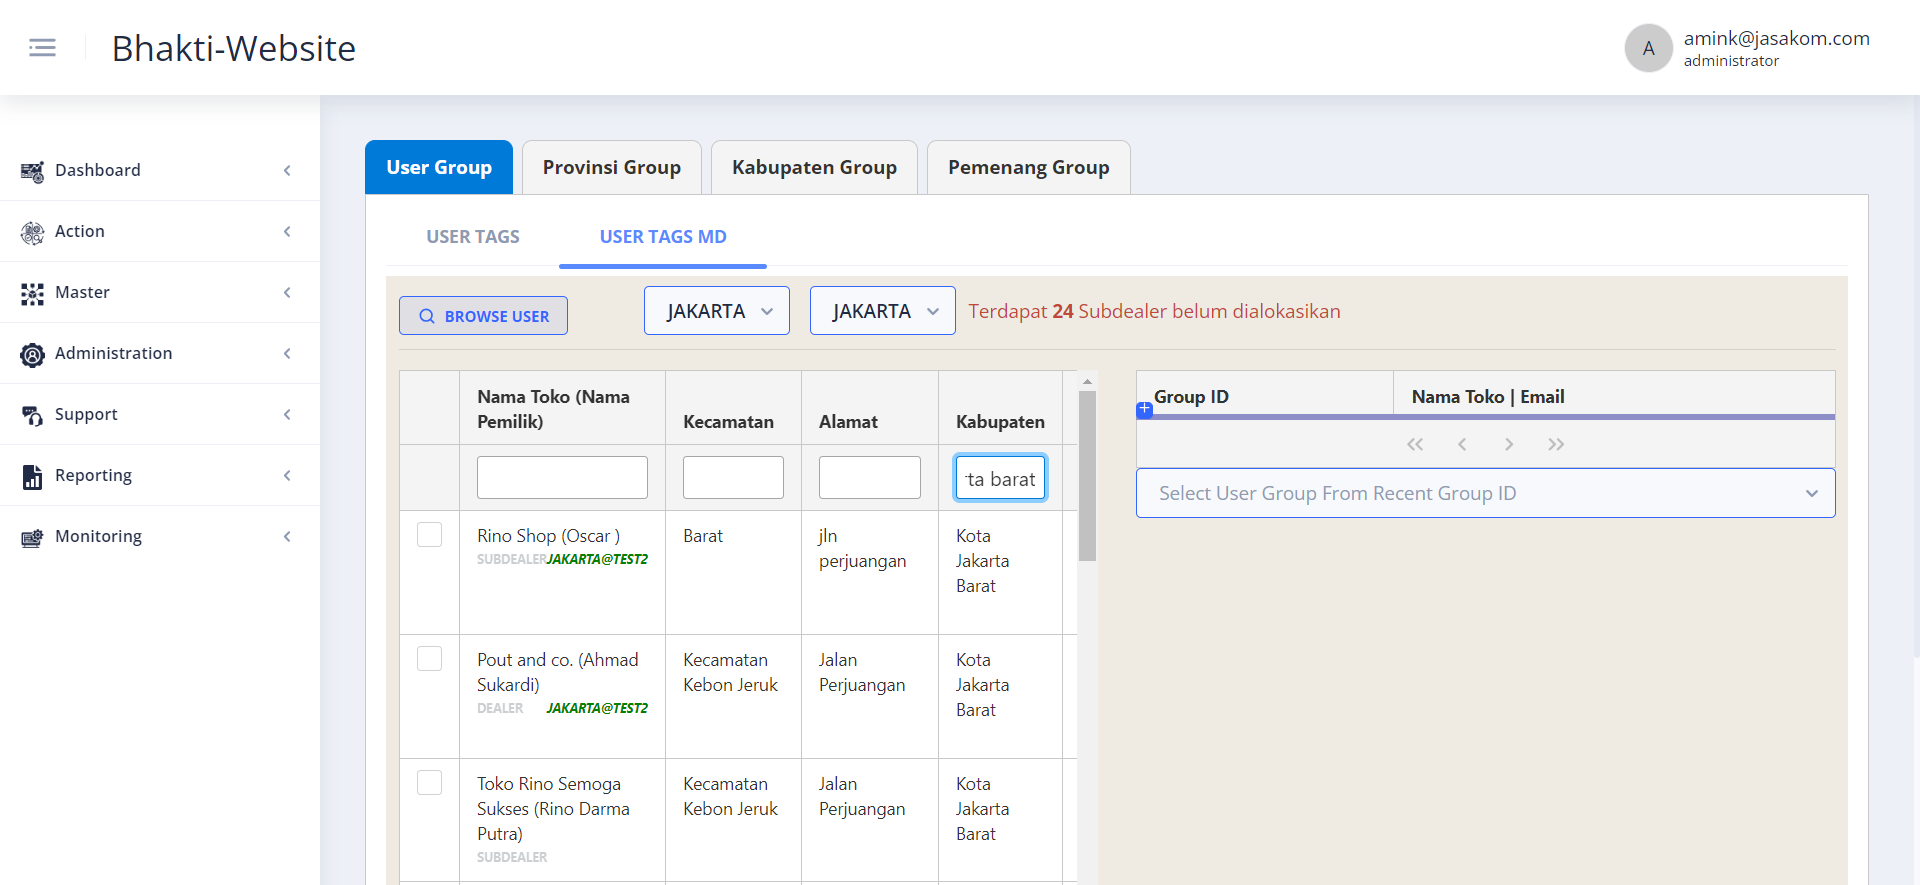 Bhakti-Website
A
amink@jasakom.com
administrator
Dashboard
Action
Master
Administration
Support
Reporting
Monitoring
User Group
Provinsi Group
Kabupaten Group
Pemenang Group
USER TAGS
USER TAGS MD
BROWSE USER
JAKARTA
JAKARTA
Terdapat 24 Subdealer belum dialokasikan
Nama Toko (Nama
Pemilik)
Kecamatan
Alamat
Kabupaten
ta barat
Rino Shop (Oscar )
SUBDEALER JAKARTA@TEST2
Barat
jln
perjuangan
Kota
Jakarta
Barat
Pout and co. (Ahmad
Sukardi)
DEALER JAKARTA@TEST2
Kecamatan
Kebon Jeruk
Jalan
Perjuangan
Kota
Jakarta
Barat
Toko Rino Semoga
Sukses (Rino Darma
Putra)
SUBDEALER
Kecamatan
Kebon Jeruk
Jalan
Perjuangan
Kota
Jakarta
Barat
Group ID
Nama Toko | Email
Select User Group From Recent Group ID